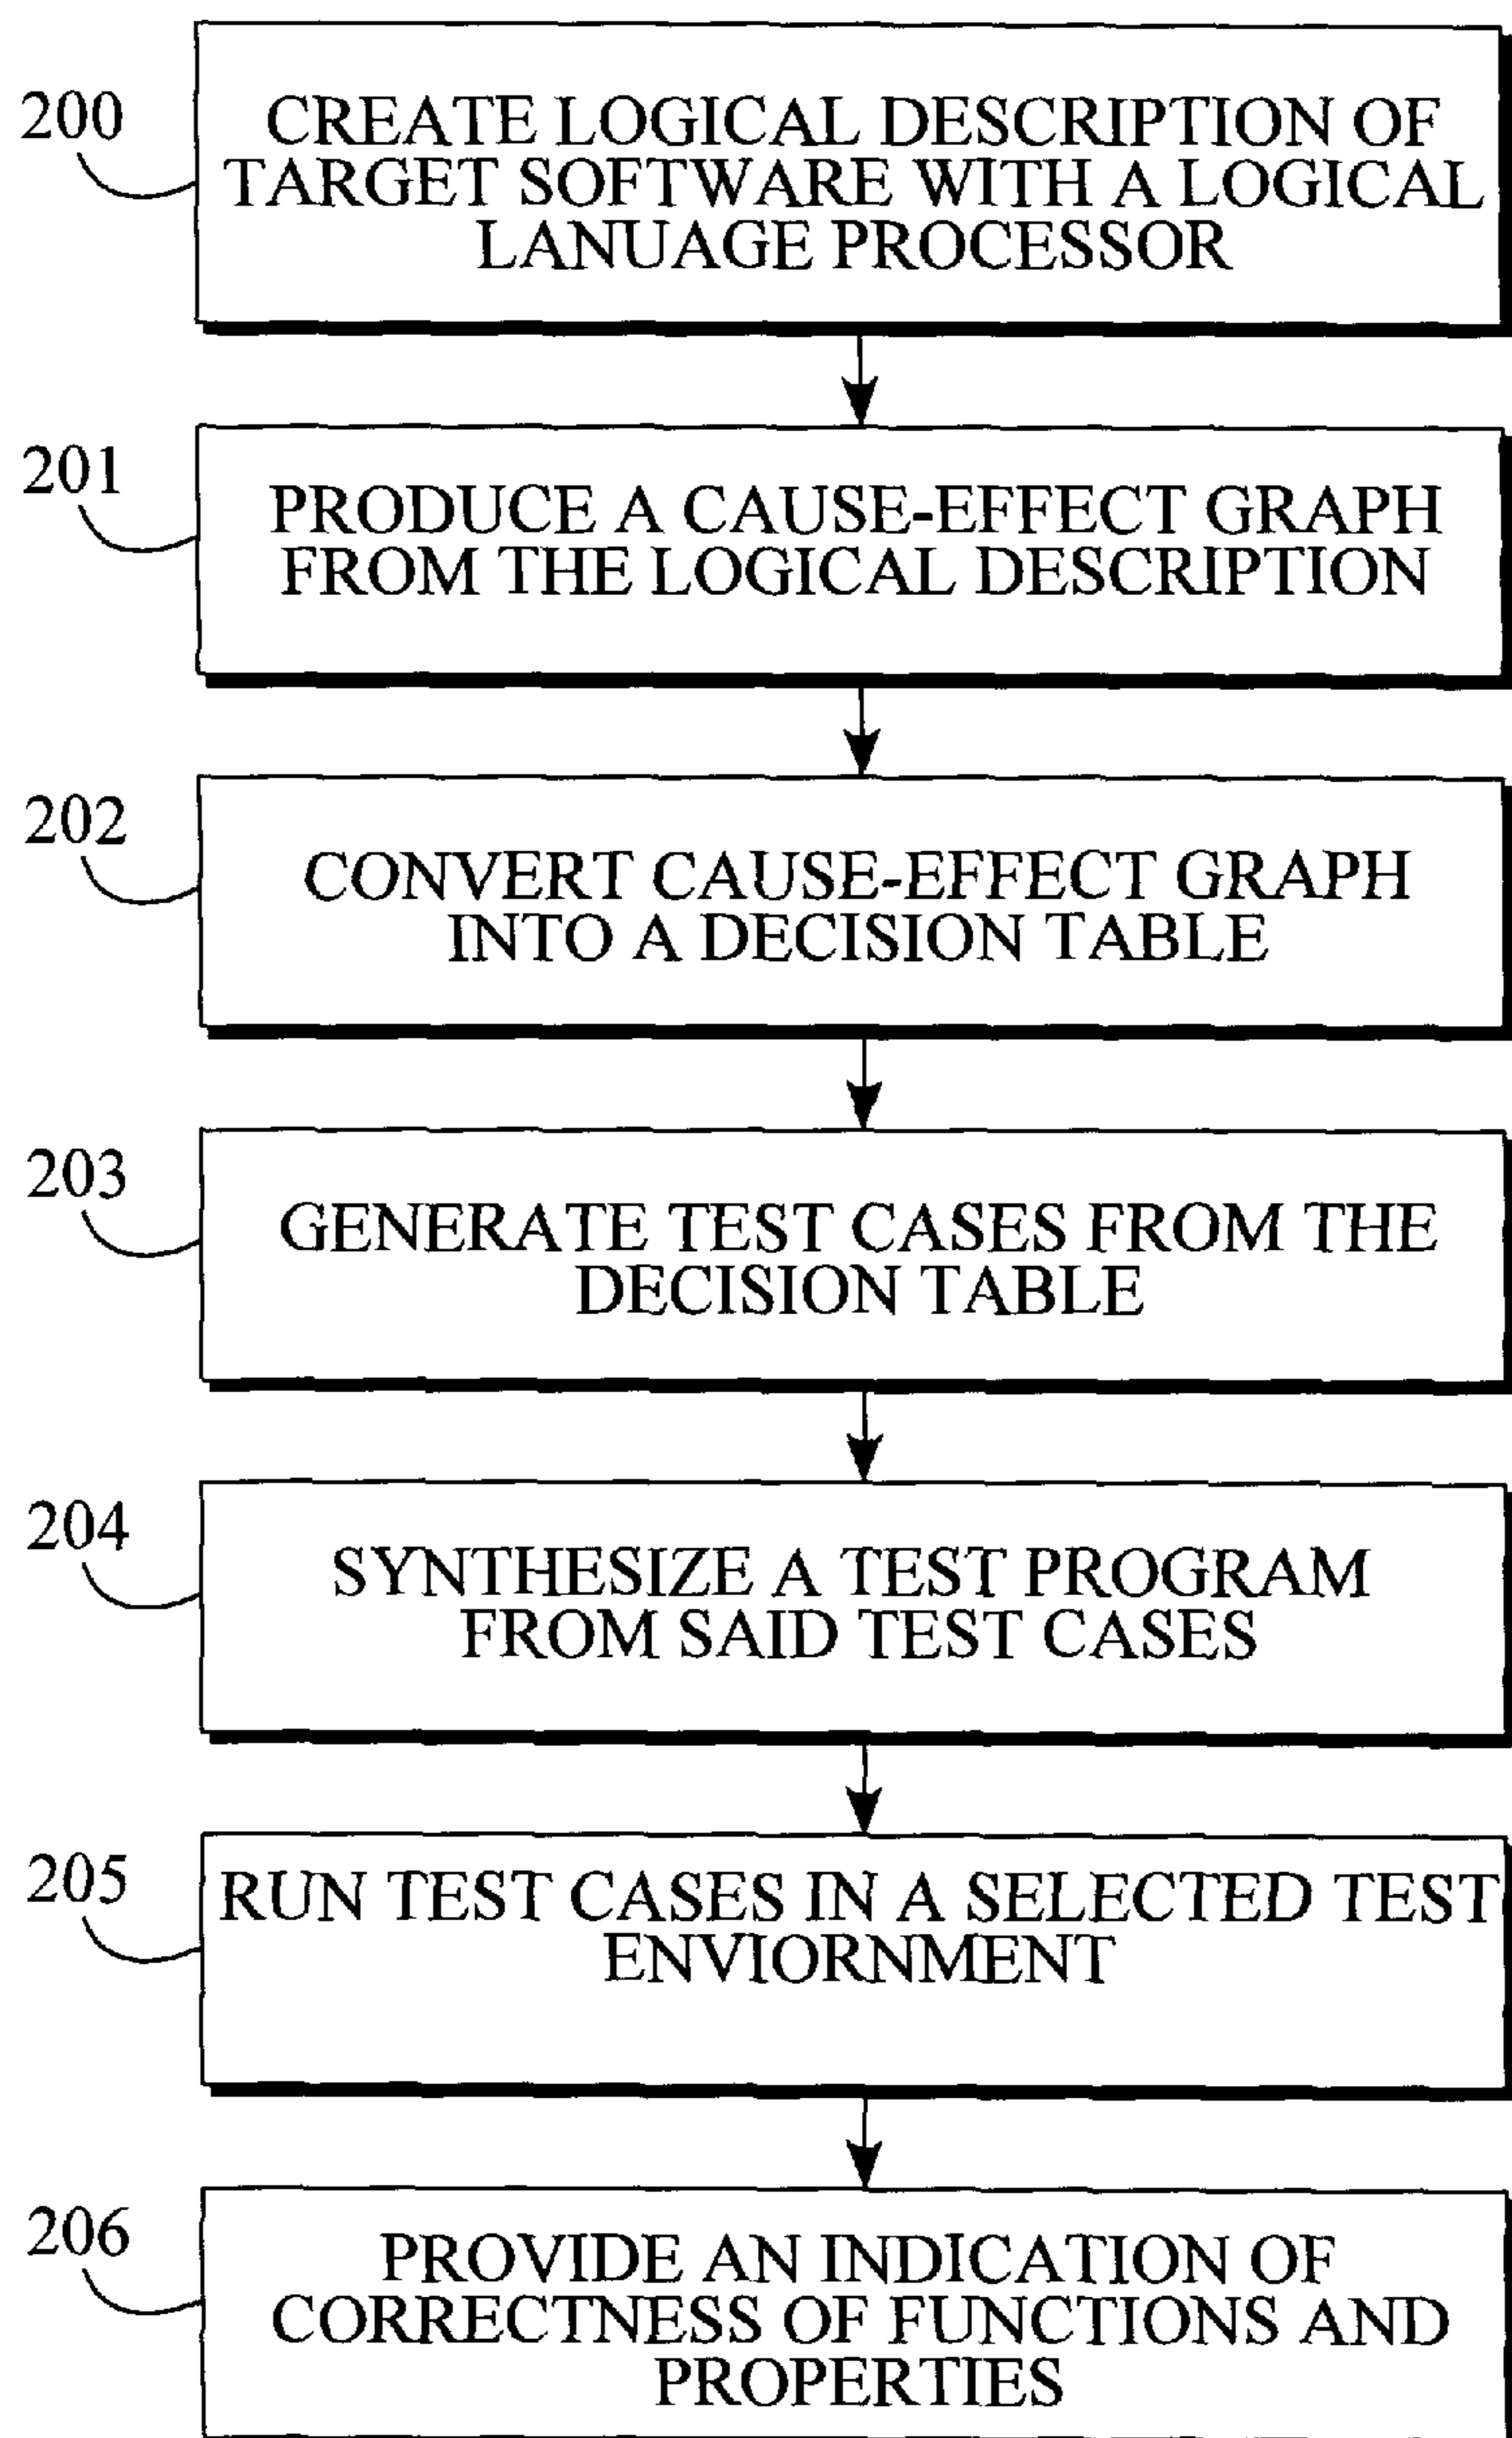 200
CREATE LOGICAL DESCRIPTION OF
TARGET SOFTWARE WITH A LOGICAL
LANUAGE PROCESSOR
201
PRODUCE A CAUSE-EFFECT GRAPH
FROM THE LOGICAL DESCRIPTION
202
CONVERT CAUSE-EFFECT GRAPH
INTO A DECISION TABLE
203
GENERATE TEST CASES FROM THE
DECISION TABLE
204
SYNTHESIZE A TEST PROGRAM
FROM SAID TEST CASES
205
RUN TEST CASES IN A SELECTED TEST
ENVIORNMENT
206
PROVIDE AN INDICATION OF
CORRECTNESS OF FUNCTIONS AND
PROPERTIES